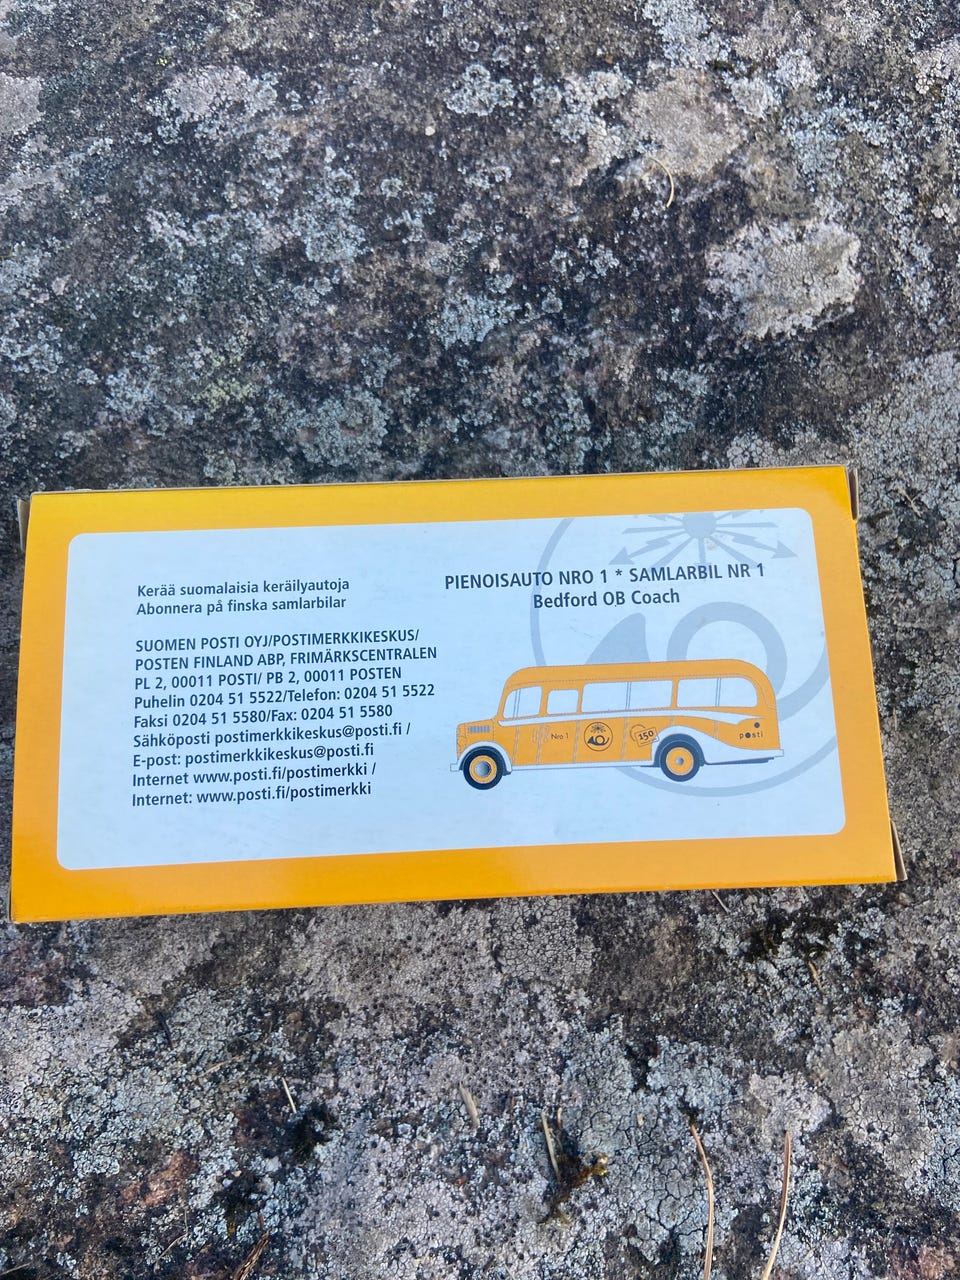 Kerää suomalaisia keräilyautoja
Abonnera på finska samlarbilar
SUOMEN POSTI OYJ/POSTIMERKKIKESKUS/
POSTEN FINLAND ABP, FRIMÄRKSCENTRALEN
PL 2, 00011 POSTI/ PB 2, 00011 POSTEN
Puhelin 0204 51 5522/Telefon: 0204 51 5522
Faksi 0204 51 5580/Fax: 0204 51 5580
Sähköposti postimerkkikeskus@posti.fi /
E-post: postimerkkikeskus@posti.fi
Internet www.posti.fi/postimerkki /
Internet: www.posti.fi/postimerkki
PIENOISAUTO NRO 1 * SAMLARBIL NR 1
Bedford OB Coach
Nro 1
150
posti